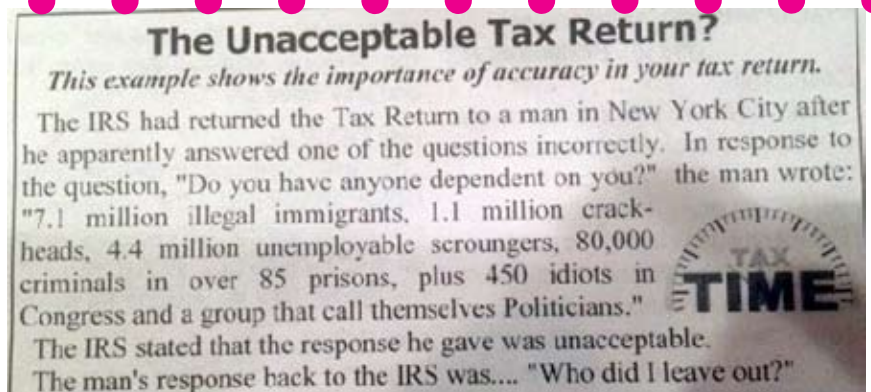 The Unacceptable Tax Return?
This example shows the importance of accuracy in your tax return.
The IRS had returned the Tax Return to a man in New York City after
he apparently answered one of the questions incorrectly. In response to
the question, "Do you have anyone dependent on you?" the man wrote:
"7.1 million illegal immigrants, 1.1 million crack-
heads, 4.4 million unemployable scroungers, 80,000
criminals in over 85 prisons, plus 450 idiots in
Congress and a group that call themselves Politicians."
TAX
TIME
The IRS stated that the response he gave was unacceptable.
The man's response back to the IRS was.... "Who did I leave out?"